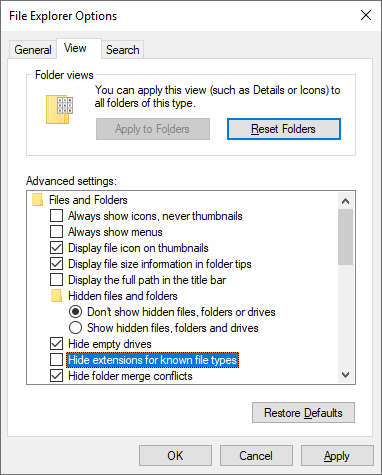 File Explorer Options
General
View
Search
Folder views
You can apply this view (such as Details or Icons) to
all folders of this type.
Apply to Folders
Reset Folders
Advanced settings:
Files and Folders
Always show icons, never thumbnails
Always show menus
Display file icon on thumbnails
Display file size information in folder tips
Display the full path in the title bar
Hidden files and folders
Don't show hidden files, folders or drives
Show hidden files, folders and drives
Hide empty drives
Hide extensions for known file types
Hide folder merge conflicts
Restore Defaults
OK
Cancel
Apply